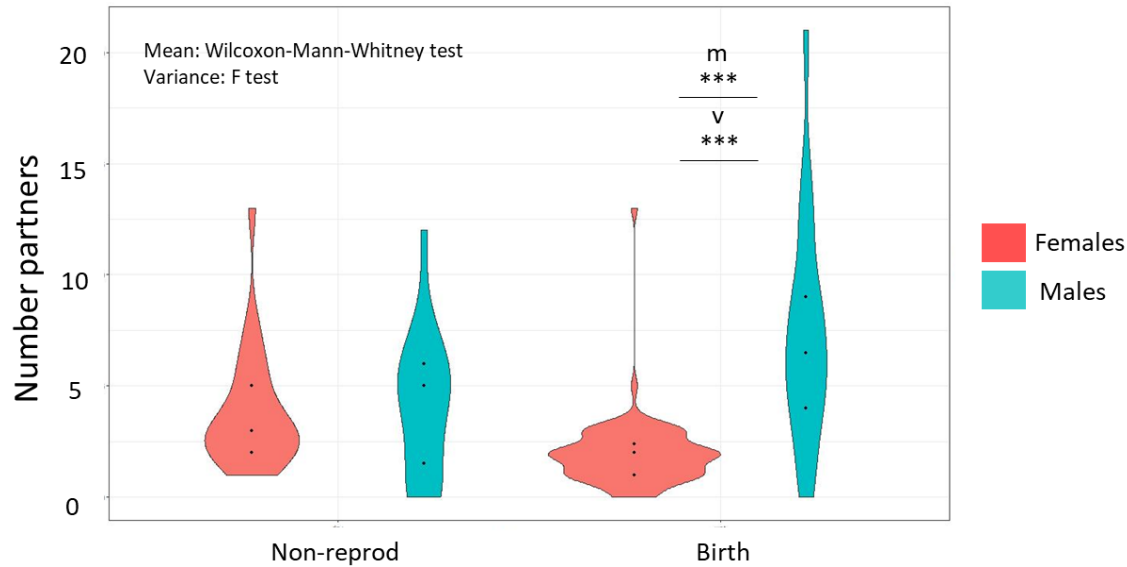 Mean: Wilcoxon-Mann-Whitney test
Variance: F test
m
***
v
***
20
15
10
5
0
Number partners
Non-reprod
Birth
Females
Males